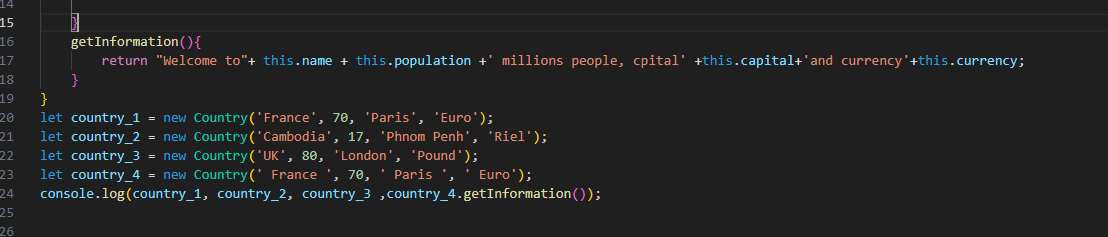 14
15 }
16 getInformation(){
17 return "Welcome to"+ this.name + this.population +' millions people, cpital' +this.capital+'and currency'+this.currency;
18 }
19 }
20 let country_1 = new Country('France', 70, 'Paris', 'Euro');
21 let country_2 = new Country('Cambodia', 17, 'Phnom Penh', 'Riel');
22 let country_3 = new Country('UK', 80, 'London', 'Pound');
23 let country_4 = new Country(' France ', 70, ' Paris ', ' Euro');
24 console.log(country_1, country_2, country_3 ,country_4.getInformation());
25
26